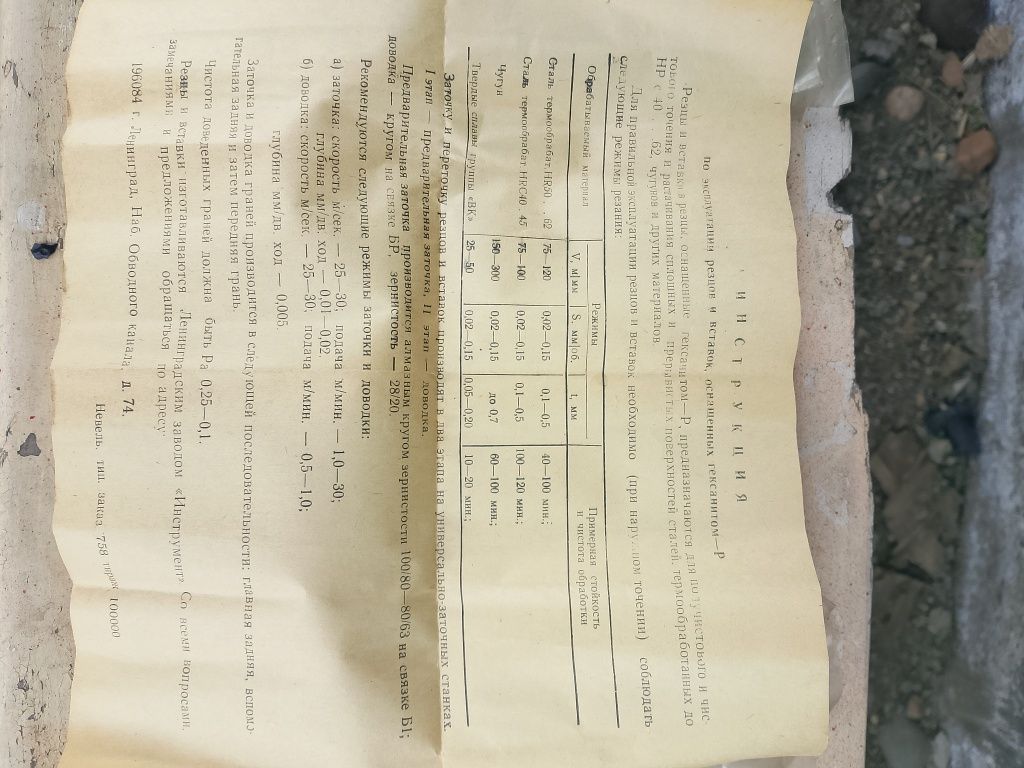 ИНСТРУКЦИЯ
по эксплуатации резцов и вставок, оснащенных гексанитом—Р
Резцы и вставки в резцы, оснащенные гексанитом—Р, предназначаются для получистового и чис-
тового точения и растачивания сплошных и прерывистых поверхностей сталей, термообработанных до
НРс 40 . . 62, чугунов и других материалов.
Для правильной эксплуатации резцов и вставок необходимо (при наружном точении) соблюдать
следующие режимы резания:
Обрабатываемый материал Режимы Примерная стойкость
и чистота обработки
V, м|мн S, мм|об. t, мм
Сталь термообрабат. HR50 . . 62 75—120 0,02—0,15 0,1—0,5 40—100 мин.;
Сталь термообрабат. HRC40 . 45 75—100 0,02—0,15 0,1—0,5 100—120 мин.;
Чугун 150—300 0,02—0,15 до 0,7 60—100 мин.;
Твердые сплавы группы «ВК» 25—50 0,02—0,15 0,05—0,20 10—20 мин.;
Заточку и переточку резцов и вставок производят в два этапа на универсально-заточных станках.
I этап — предварительная заточка, II этап — доводка.
Предварительная заточка производится алмазным кругом зернистости 100/80—80/63 на связке Б1;
доводка — кругом на связке БР, зернистость — 28/20.
Рекомендуются следующие режимы заточки и доводки:
а) заточка: скорость м/сек. — 25—30, подача м/мин. — 1,0—30;
глубина мм/дв. ход — 0,01—0,02.
б) доводка: скорость м/сек — 25—30; подача м/мин. — 0,5—1,0;
глубина мм/дв. ход — 0,005.
Заточка и доводка граней производится в следующей последовательности: главная задняя, вспомо-
гательная задняя и затем передняя грань.
Чистота доведенных граней должна быть Ра 0,25—0,1.
Резцы и вставки изготавливаются Ленинградским заводом «Инструмент» Со всеми вопросами,
замечаниями и предложениями обращаться по адресу:
196084 г. Ленинград, Наб Обводного канала, д. 74.
Невель. тип. заказ 758 тираж 100000